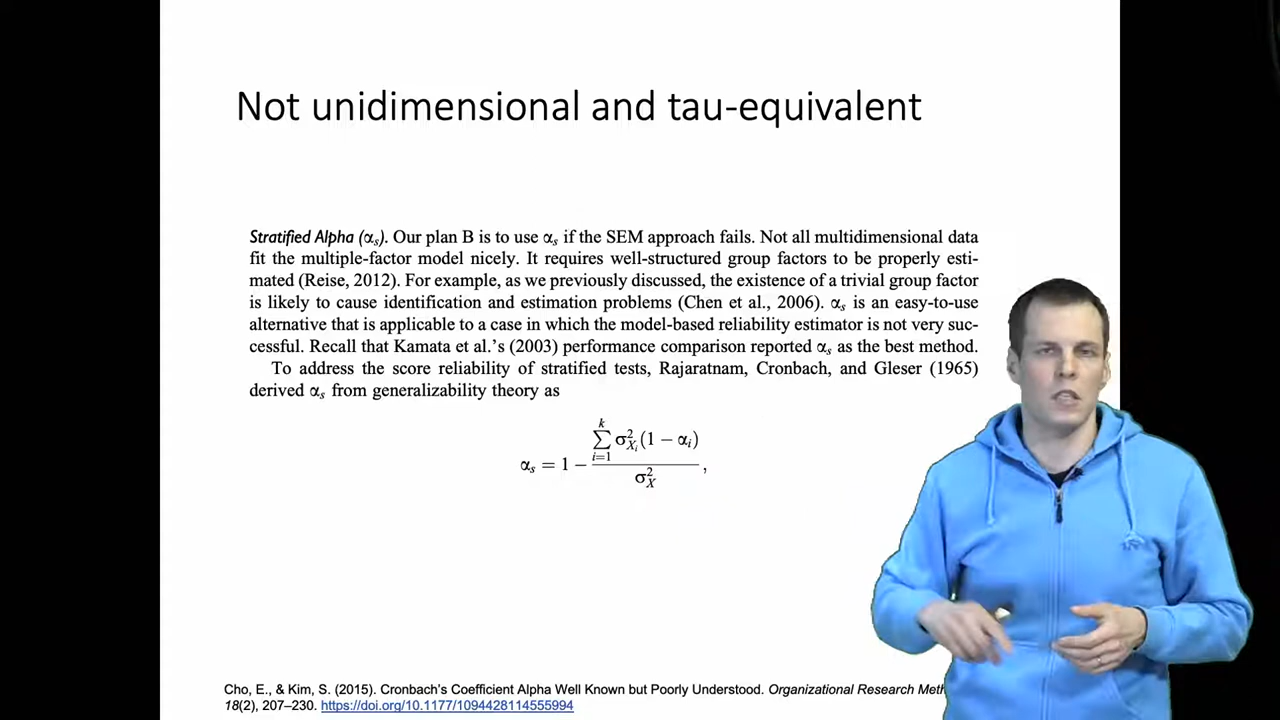 Not unidimensional and tau-equivalent
Stratified Alpha (αs). Our plan B is to use αs if the SEM approach fails. Not all multidimensional data
fit the multiple-factor model nicely. It requires well-structured group factors to be properly esti-
mated (Reise, 2012). For example, as we previously discussed, the existence of a trivial group factor
is likely to cause identification and estimation problems (Chen et al., 2006). αs is an easy-to-use
alternative that is applicable to a case in which the model-based reliability estimator is not very suc-
cessful. Recall that Kamata et al.'s (2003) performance comparison reported αs as the best method.
To address the score reliability of stratified tests, Rajaratnam, Cronbach, and Gleser (1965)
derived αs from generalizability theory as
αs = 1 − ∑_{i=1}^{k} σ²_{Xi}(1 − αi) / σ²_X ,
Cho, E., & Kim, S. (2015). Cronbach's Coefficient Alpha Well Known but Poorly Understood. Organizational Research
18(2), 207–230. https://doi.org/10.1177/1094428114555994